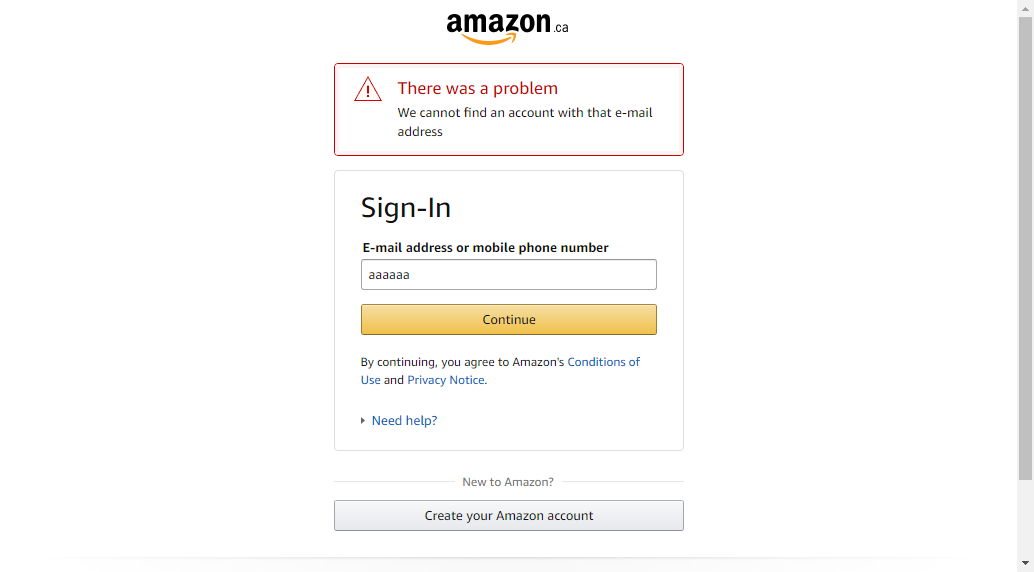 amazon.ca
There was a problem
We cannot find an account with that e-mail
address
Sign-In
E-mail address or mobile phone number
aaaaaa
Continue
By continuing, you agree to Amazon's Conditions of
Use and Privacy Notice.
Need help?
New to Amazon?
Create your Amazon account